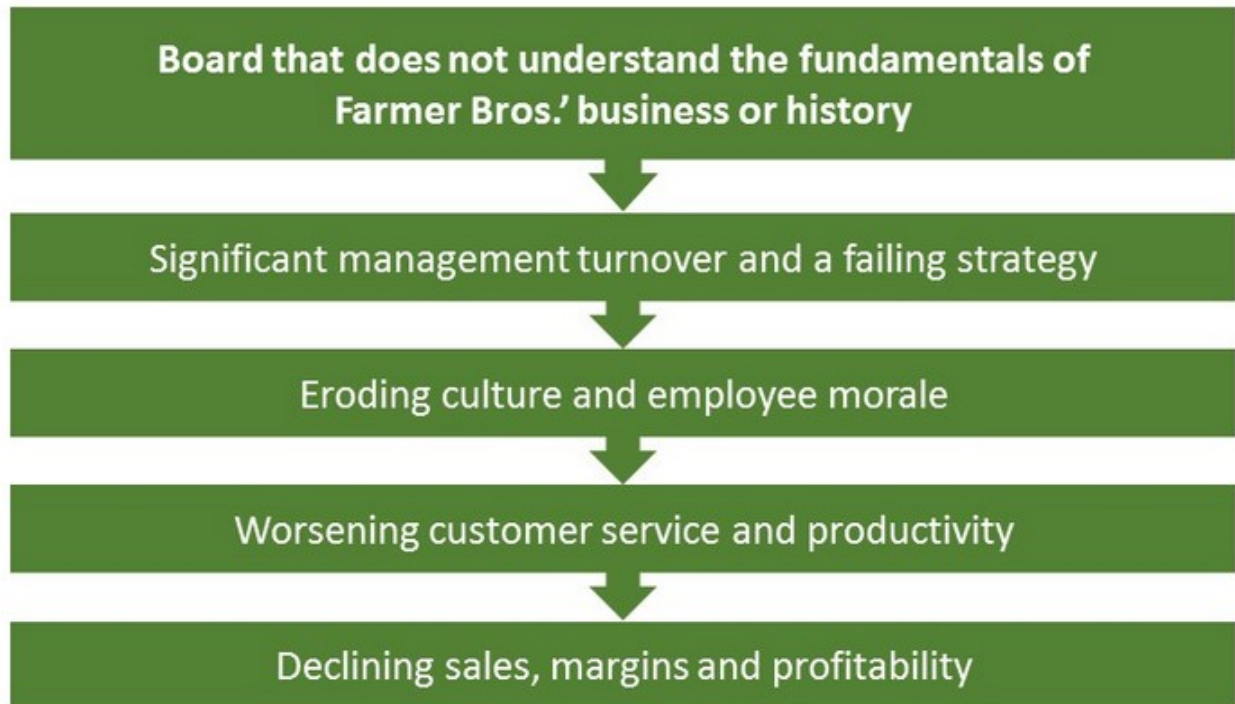 Board that does not understand the fundamentals of
Farmer Bros.’ business or history
Significant management turnover and a failing strategy
Eroding culture and employee morale
Worsening customer service and productivity
Declining sales, margins and profitability